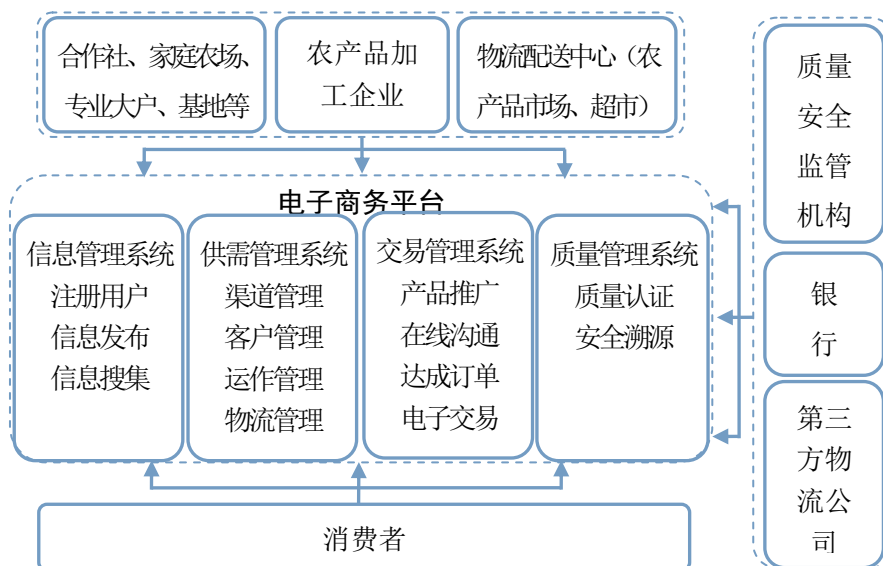 合作社、家庭农场、
专业大户、基地等
农产品加
工企业
物流配送中心（农
产品市场、超市）
质量
安全
监管
机构
电子商务平台
信息管理系统
注册用户
信息发布
信息搜集
供需管理系统
渠道管理
客户管理
运作管理
物流管理
交易管理系统
产品推广
在线沟通
达成订单
电子交易
质量管理系统
质量认证
安全溯源
银
行
第三
方物
流公
司
消费者